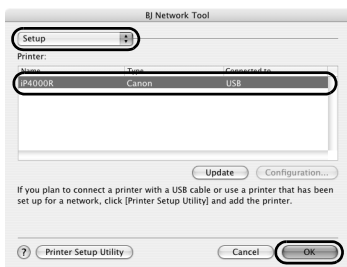 BJ Network Tool
Setup
Printer:
Name Type Connected to
iP4000R Canon USB
Update Configuration...
If you plan to connect a printer with a USB cable or use a printer that has been
set up for a network, click [Printer Setup Utility] and add the printer.
? Printer Setup Utility Cancel OK